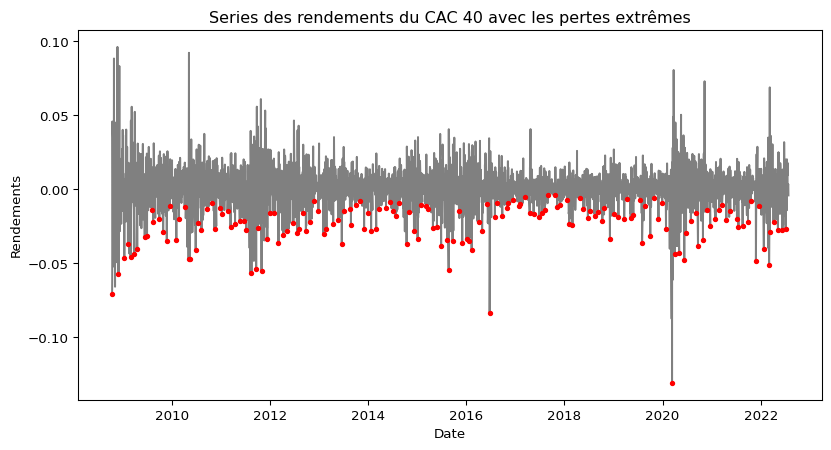 Series des rendements du CAC 40 avec les pertes extrêmes
0.10
0.05
0.00
−0.05
−0.10
Rendements
2010 2012 2014 2016 2018 2020 2022
Date